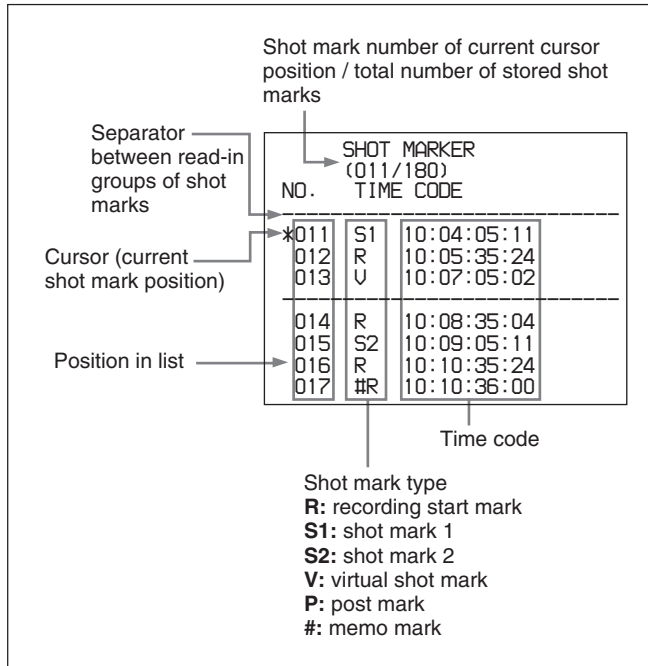 Shot mark number of current cursor
position / total number of stored shot
marks
Separator
between read-in
groups of shot
marks
SHOT MARKER
(011/180)
NO. TIME CODE
Cursor (current
shot mark position)
*011 S1 10:04:05:11
012 R 10:05:35:24
013 V 10:07:05:02
Position in list
014 R 10:08:35:04
015 S2 10:09:05:11
016 R 10:10:35:24
017 #R 10:10:36:00
Time code
Shot mark type
R: recording start mark
S1: shot mark 1
S2: shot mark 2
V: virtual shot mark
P: post mark
#: memo mark